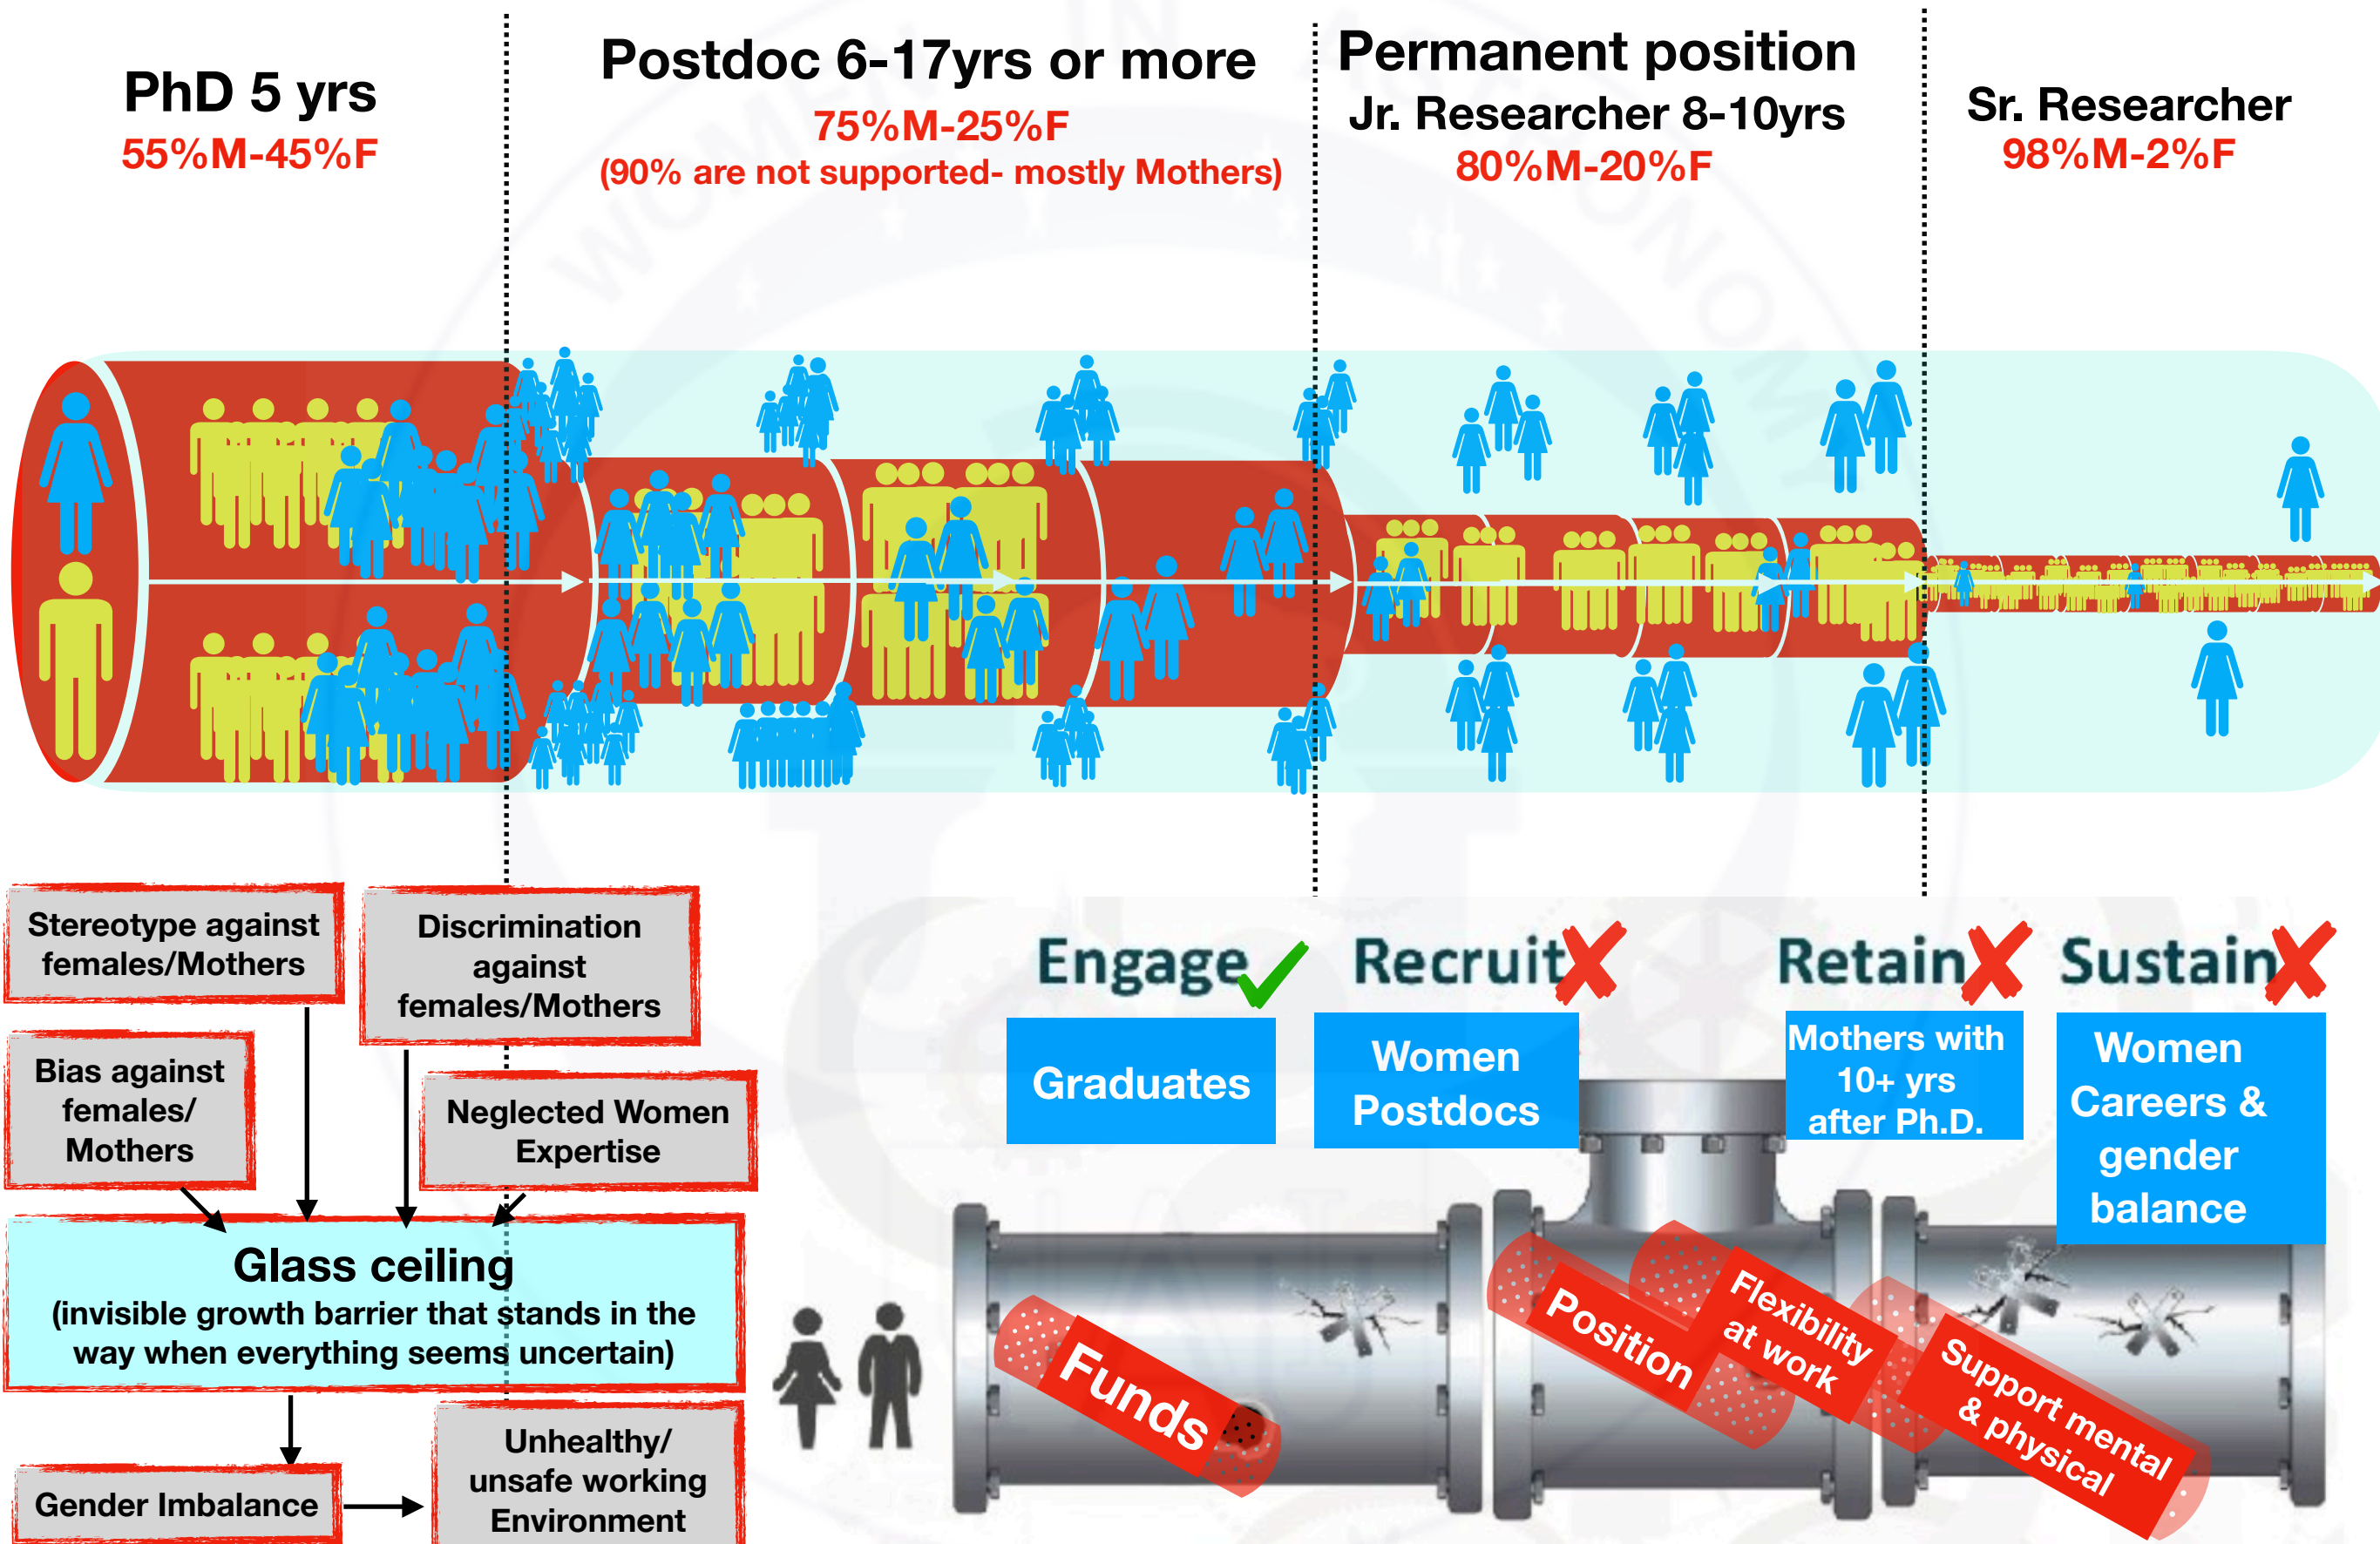 PhD 5 yrs
55%M-45%F
Postdoc 6-17yrs or more
75%M-25%F
(90% are not supported- mostly Mothers)
Permanent position
Jr. Researcher 8-10yrs
80%M-20%F
Sr. Researcher
98%M-2%F
WOMEN IN ASTRONOMY
Stereotype against
females/Mothers
Discrimination
against
females/Mothers
Bias against
females/
Mothers
Neglected Women
Expertise
Glass ceiling
(invisible growth barrier that stands in the
way when everything seems uncertain)
Gender Imbalance
Unhealthy/
unsafe working
Environment
Engage
Recruit
Retain
Sustain
Graduates
Women
Postdocs
Mothers with
10+ yrs
after Ph.D.
Women
Careers &
gender
balance
Funds
Position
Flexibility
at work
Support mental
& physical